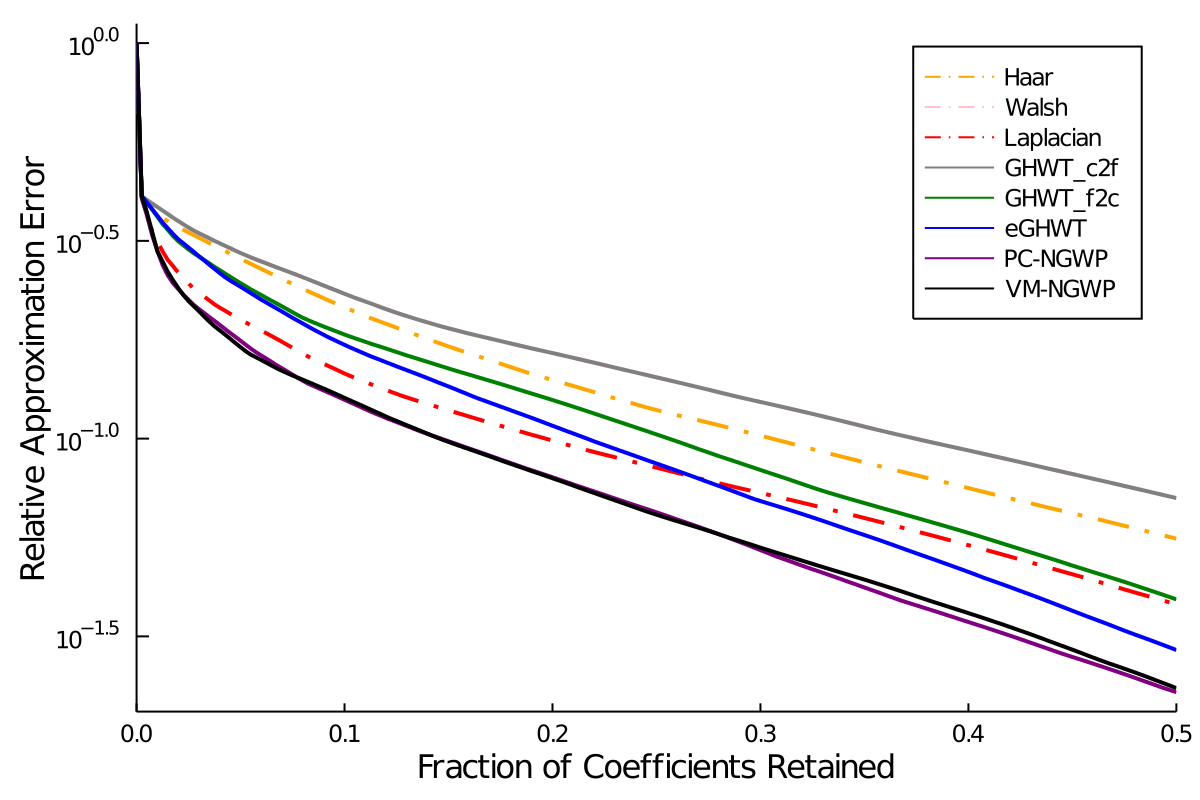 Relative Approximation Error
10^0.0
10^−0.5
10^−1.0
10^−1.5
Haar
Walsh
Laplacian
GHWT_c2f
GHWT_f2c
eGHWT
PC-NGWP
VM-NGWP
0.0 0.1 0.2 0.3 0.4 0.5
Fraction of Coefficients Retained